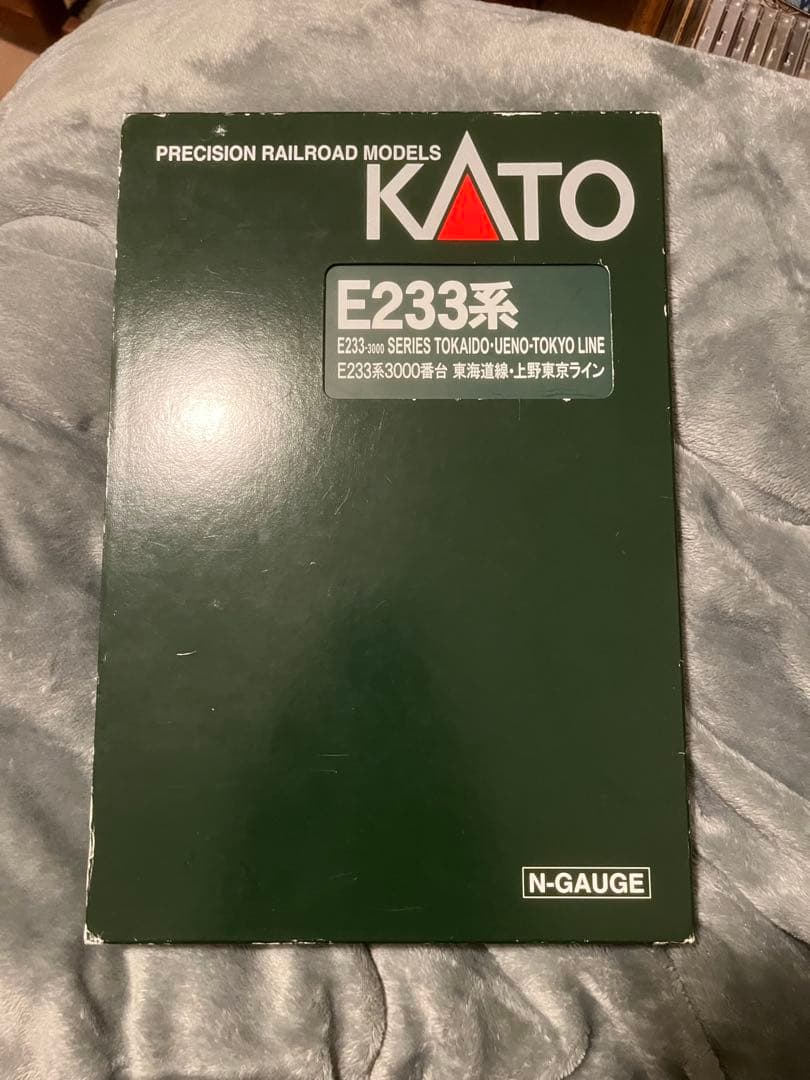 PRECISION RAILROAD MODELS
KATO
E233系
E233-3000 SERIES TOKAIDO・UENO-TOKYO LINE
E233系3000番台 東海道線・上野東京ライン
N-GAUGE